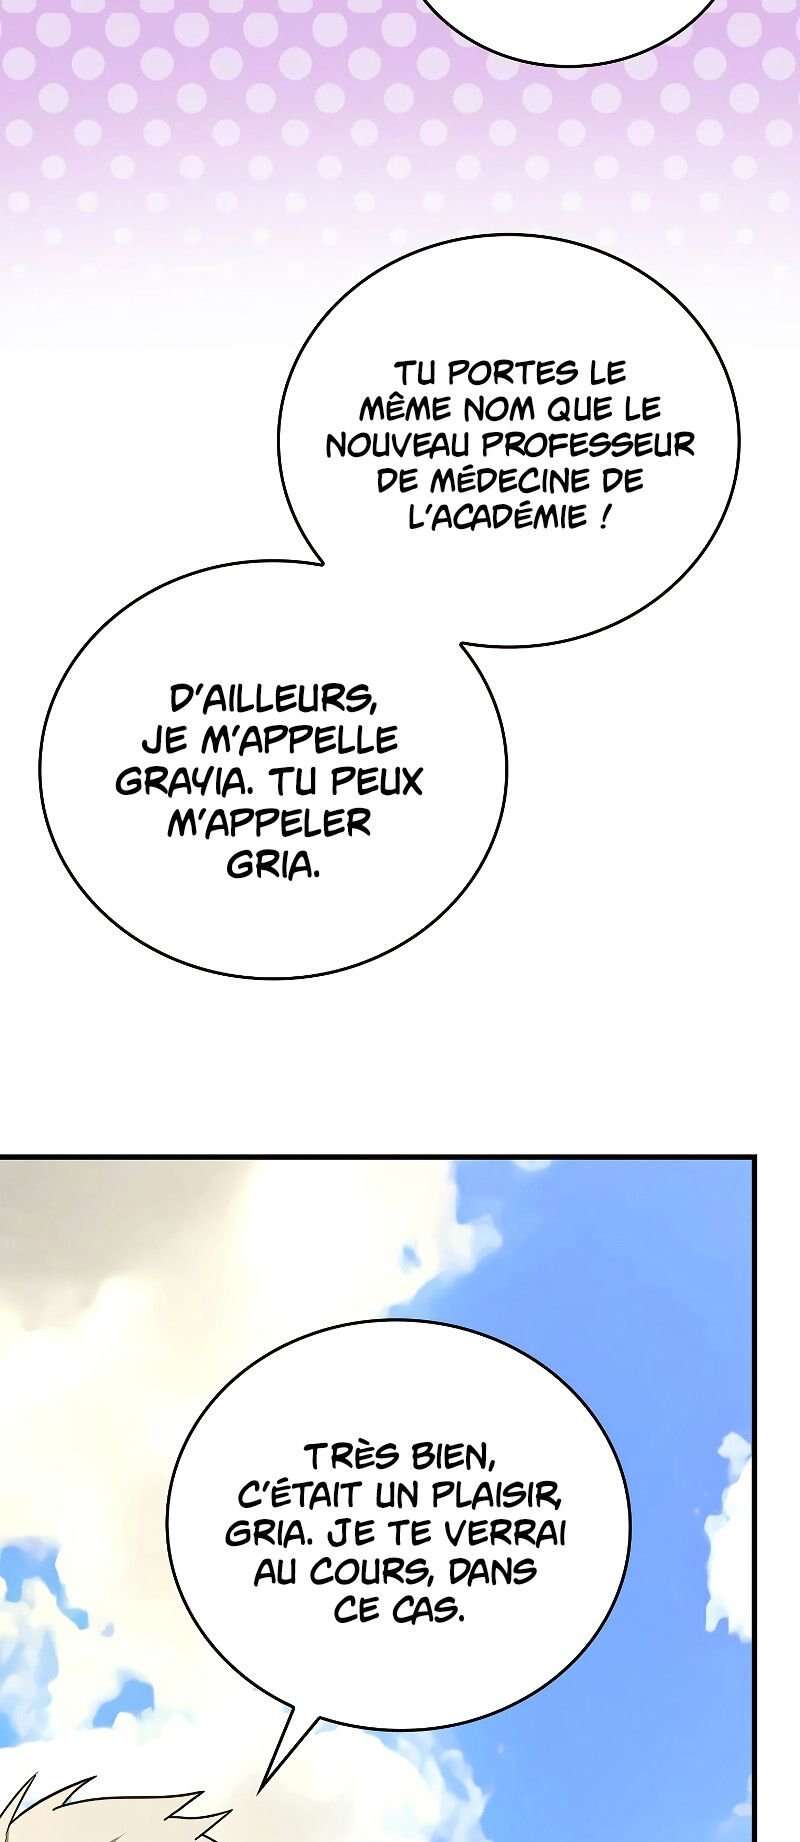 TU PORTES LE
MÊME NOM QUE LE
NOUVEAU PROFESSEUR
DE MÉDECINE DE
L'ACADÉMIE !
D'AILLEURS,
JE M'APPELLE
GRAYIA. TU PEUX
M'APPELER
GRIA.
TRÈS BIEN,
C'ÉTAIT UN PLAISIR,
GRIA. JE TE VERRAI
AU COURS, DANS
CE CAS.